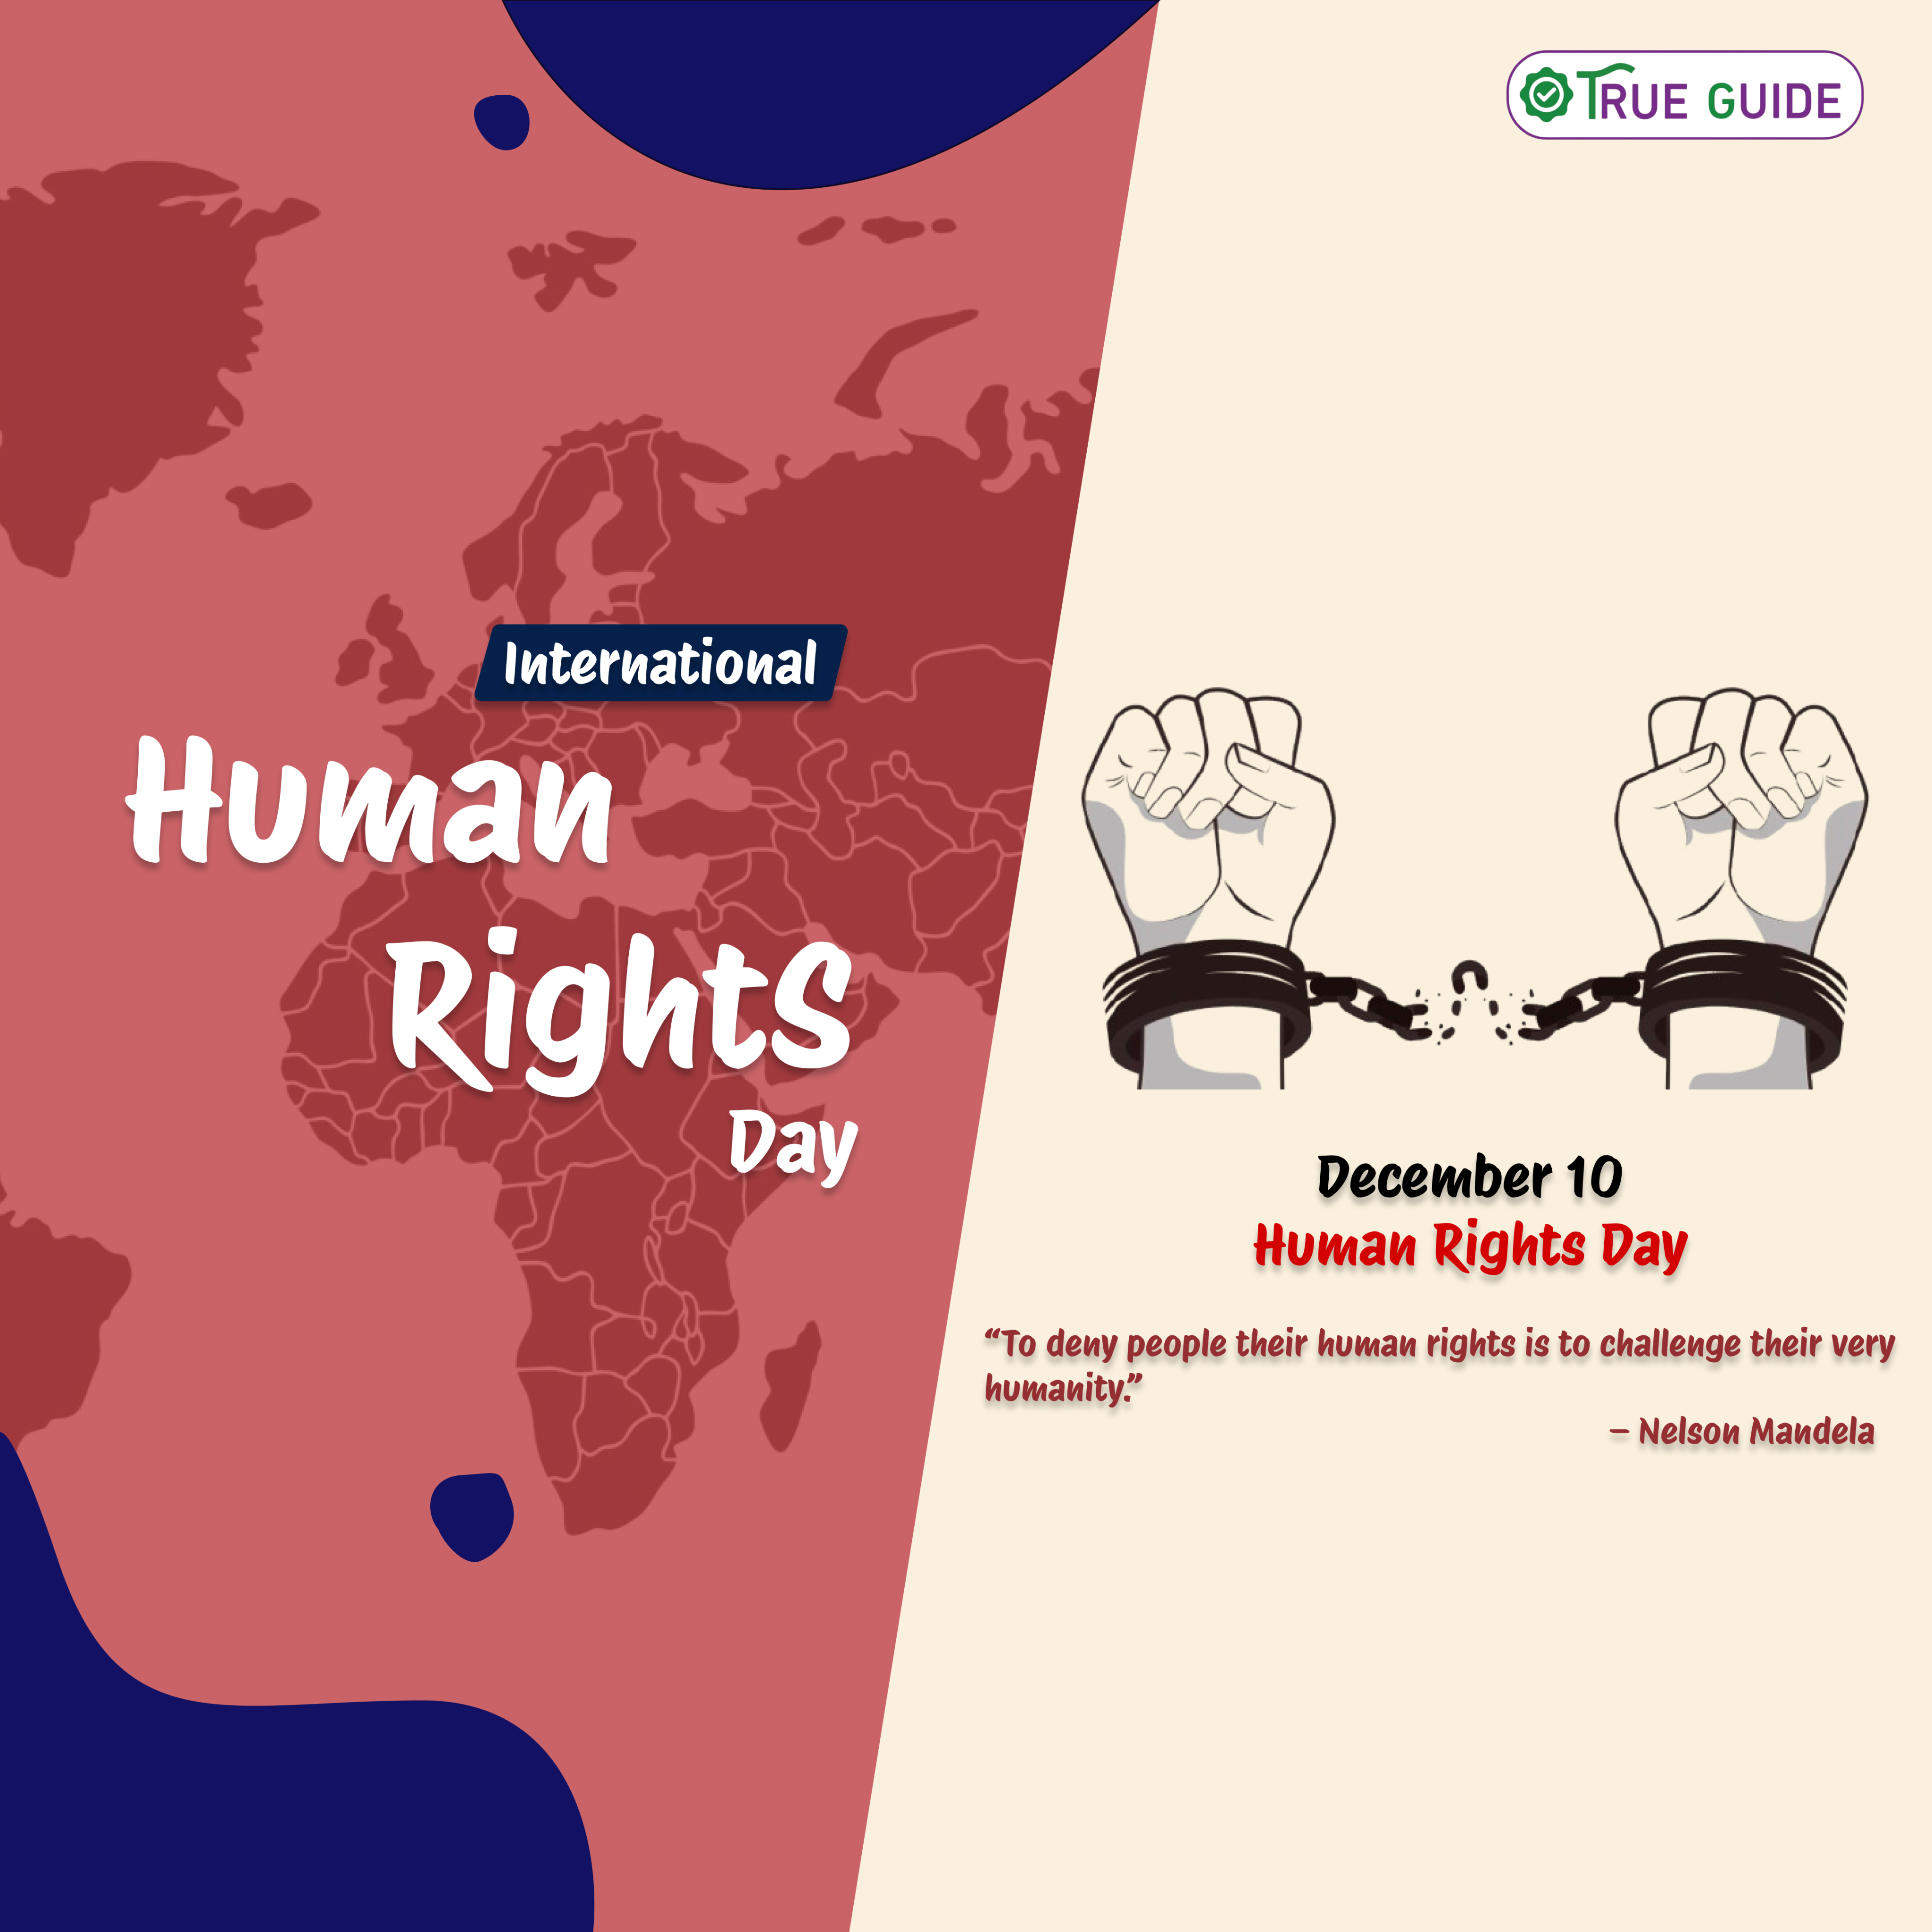 TRUE GUIDE
International
Human
Rights
Day
December 10
Human Rights Day
“To deny people their human rights is to challenge their very
humanity.”
– Nelson Mandela